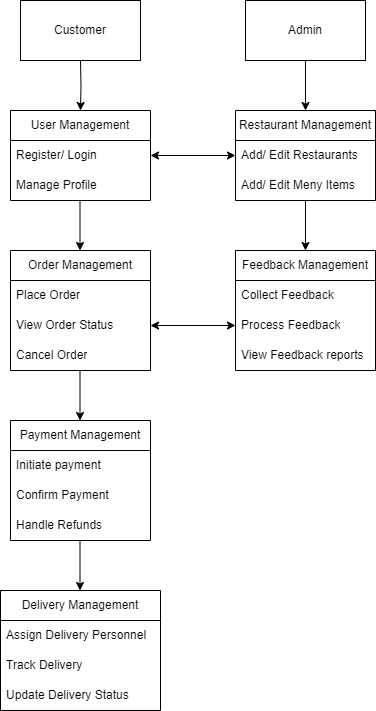 Customer
Admin
User Management
Register/ Login
Manage Profile
Restaurant Management
Add/ Edit Restaurants
Add/ Edit Meny Items
Order Management
Place Order
View Order Status
Cancel Order
Feedback Management
Collect Feedback
Process Feedback
View Feedback reports
Payment Management
Initiate payment
Confirm Payment
Handle Refunds
Delivery Management
Assign Delivery Personnel
Track Delivery
Update Delivery Status